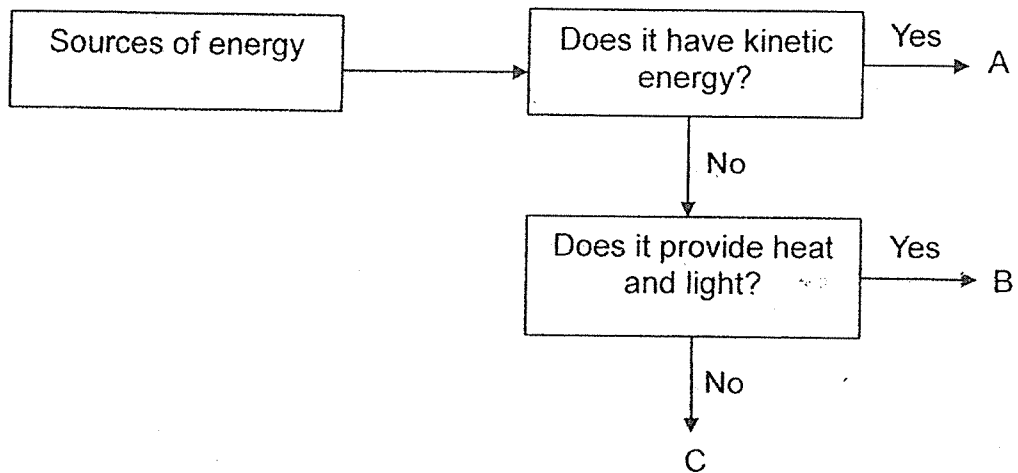 Sources of energy
Does it have kinetic
energy?
Yes
A
No
Does it provide heat
and light?
Yes
B
No
C